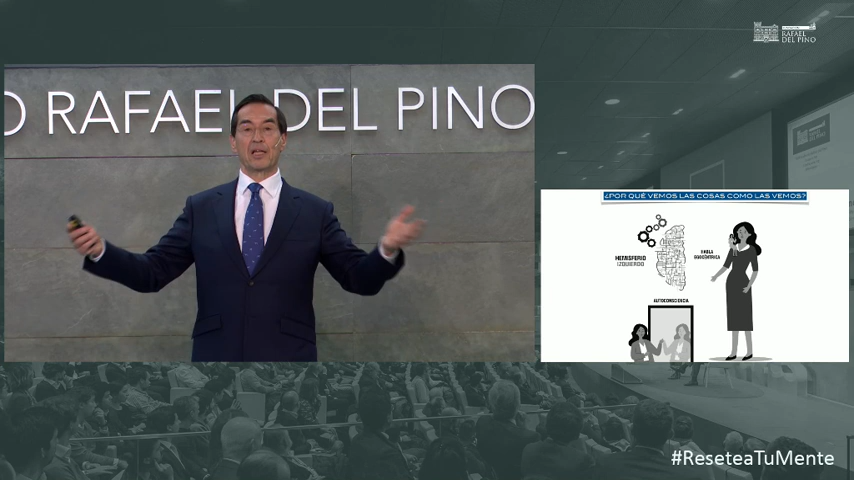 RAFAEL
DEL PINO
O RAFAEL DEL PINO
¿POR QUÉ VEMOS LAS COSAS COMO LAS VEMOS?
HEMISFERIO
IZQUIERDO
HABLA
EGOCÉNTRICA
AUTOCONSCIENCIA
#ReseteaTuMente